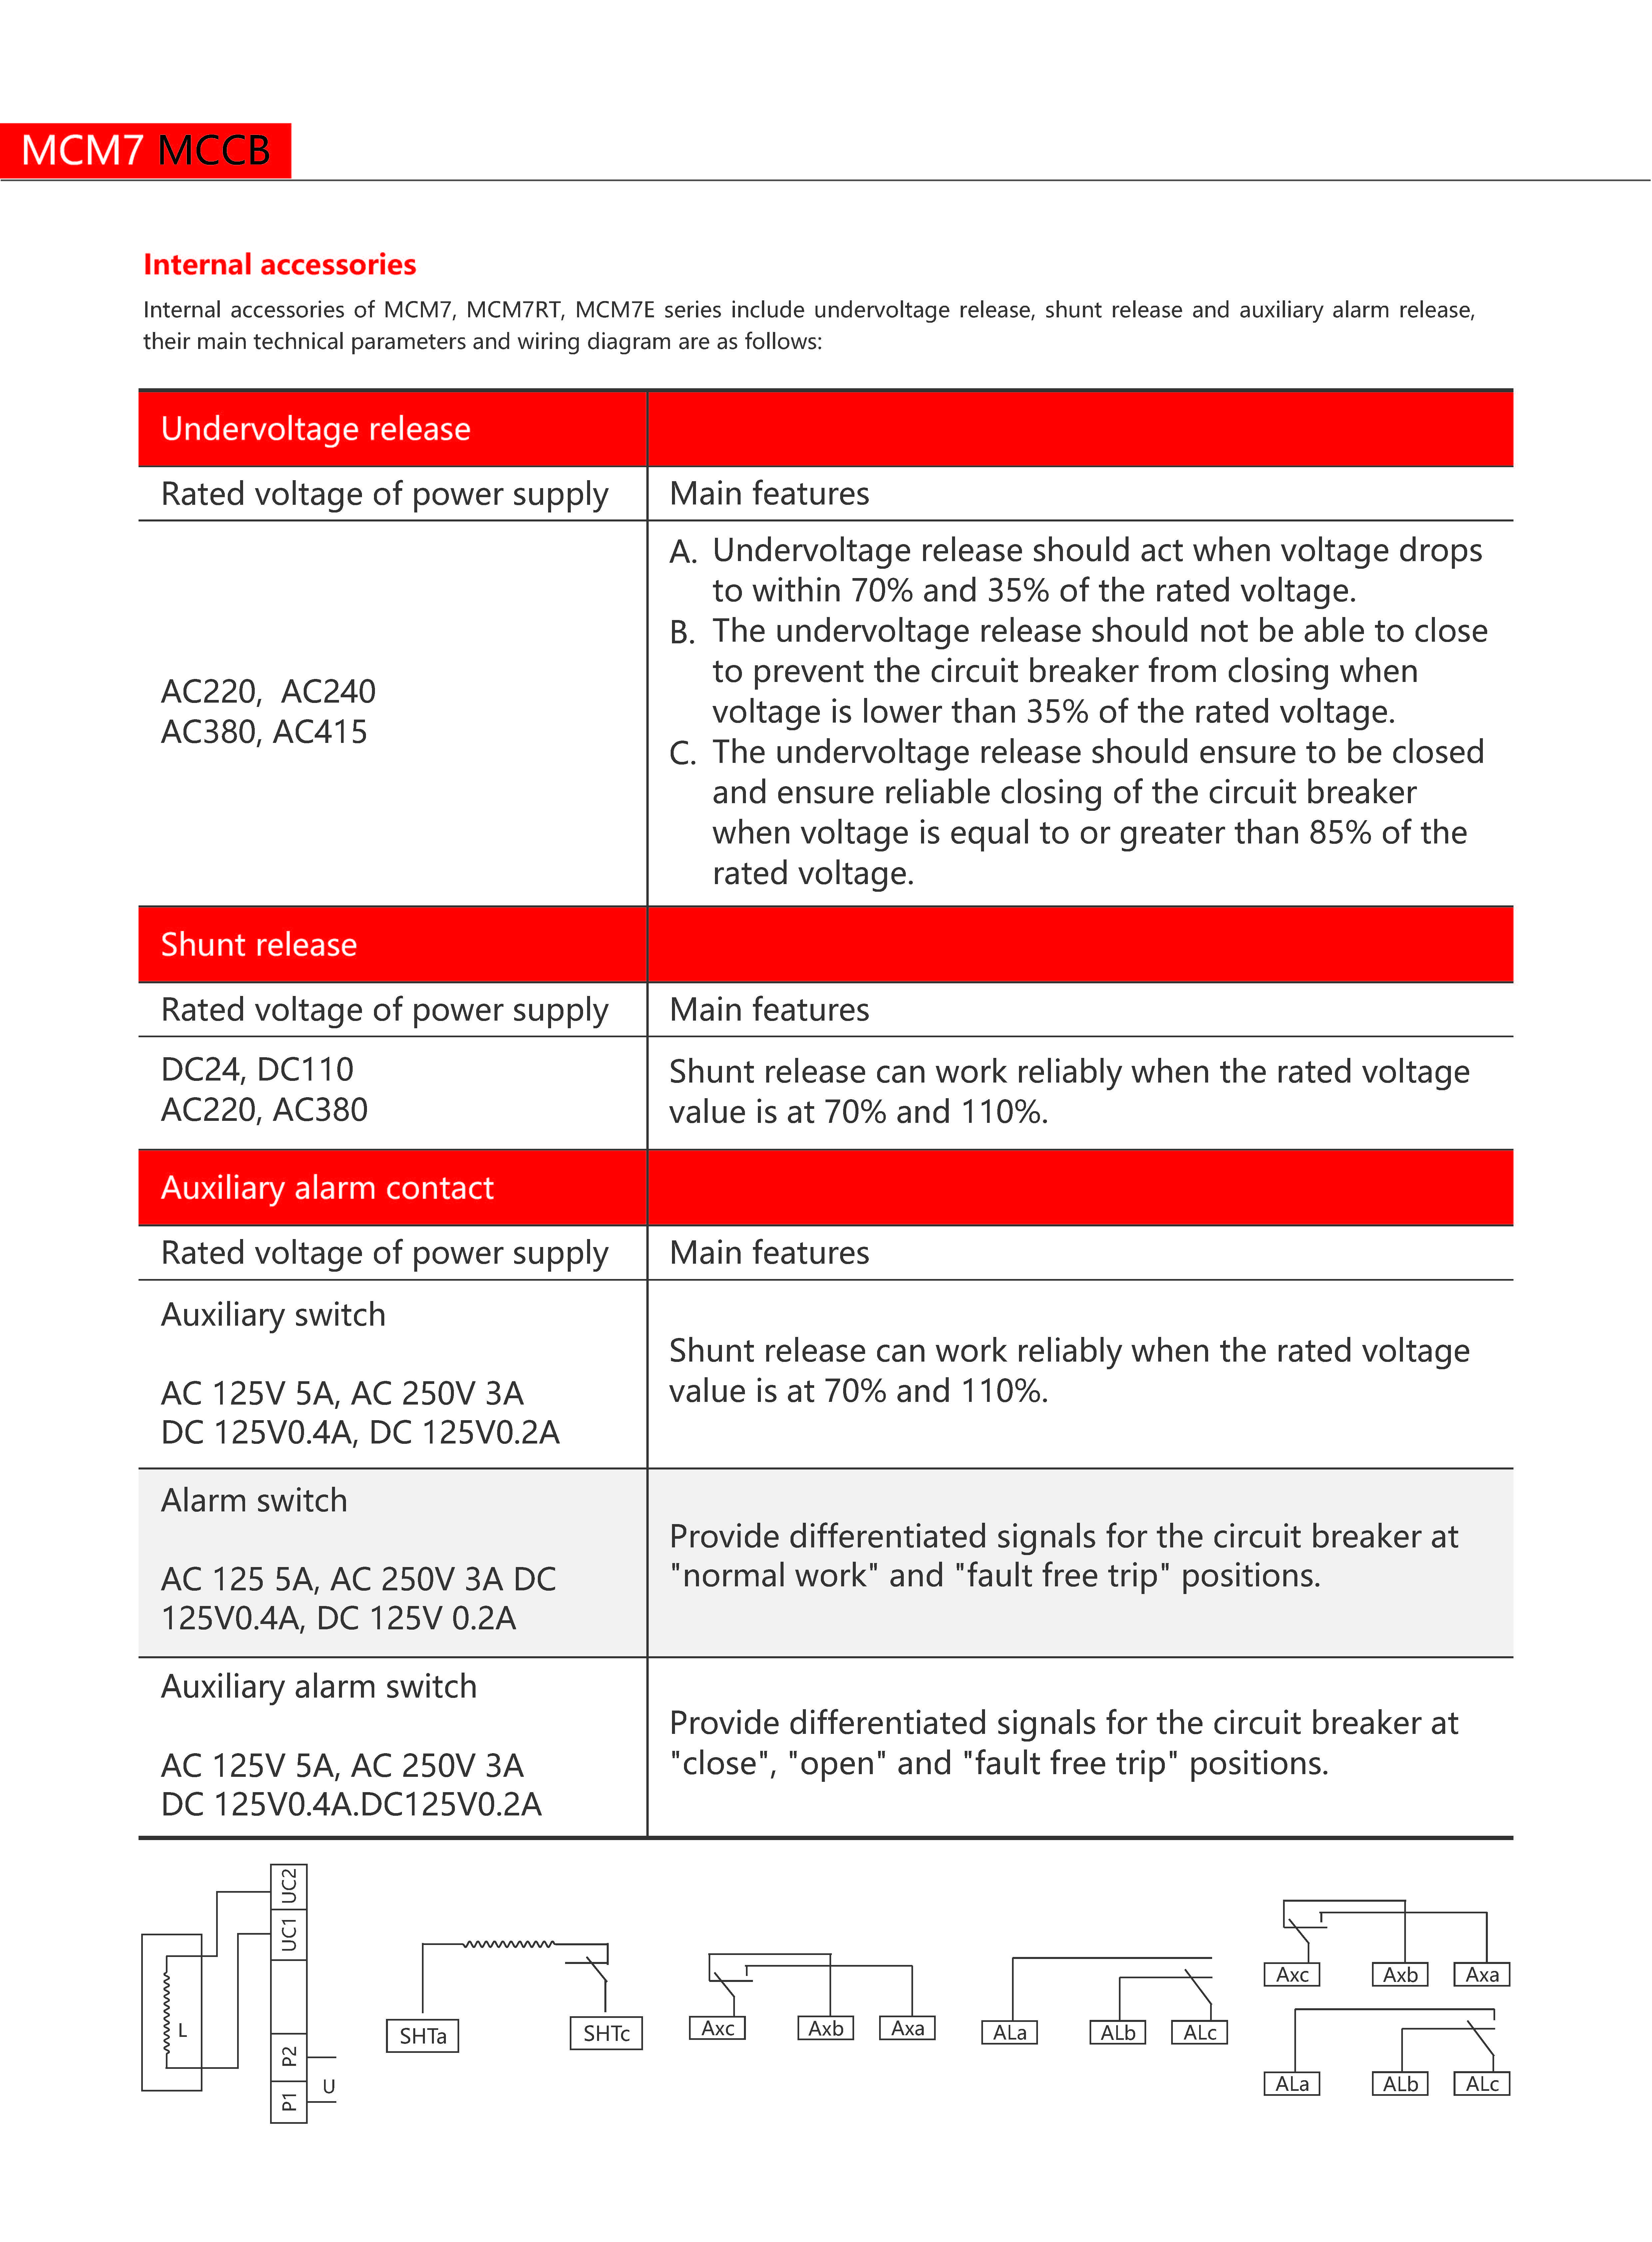 MCM7 MCCB
Internal accessories
Internal accessories of MCM7, MCM7RT, MCM7E series include undervoltage release, shunt release and auxiliary alarm release,
their main technical parameters and wiring diagram are as follows:
Undervoltage release
Rated voltage of power supply
Main features
AC220, AC240
AC380, AC415
A. Undervoltage release should act when voltage drops
to within 70% and 35% of the rated voltage.
B. The undervoltage release should not be able to close
to prevent the circuit breaker from closing when
voltage is lower than 35% of the rated voltage.
C. The undervoltage release should ensure to be closed
and ensure reliable closing of the circuit breaker
when voltage is equal to or greater than 85% of the
rated voltage.
Shunt release
Rated voltage of power supply
Main features
DC24, DC110
AC220, AC380
Shunt release can work reliably when the rated voltage
value is at 70% and 110%.
Auxiliary alarm contact
Rated voltage of power supply
Main features
Auxiliary switch
AC 125V 5A, AC 250V 3A
DC 125V0.4A, DC 125V0.2A
Shunt release can work reliably when the rated voltage
value is at 70% and 110%.
Alarm switch
AC 125 5A, AC 250V 3A DC
125V0.4A, DC 125V 0.2A
Provide differentiated signals for the circuit breaker at
"normal work" and "fault free trip" positions.
Auxiliary alarm switch
AC 125V 5A, AC 250V 3A
DC 125V0.4A.DC125V0.2A
Provide differentiated signals for the circuit breaker at
"close", "open" and "fault free trip" positions.
UC2
UC1
L
P2
P1
U
SHTa
SHTc
Axc
Axb
Axa
ALa
ALb
ALc
Axc
Axb
Axa
ALa
ALb
ALc